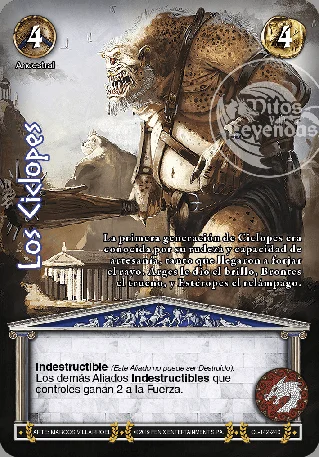 4
4
Ancestral
Mitos
y
Leyendas
Los Cíclopes
La primera generación de Cíclopes era
conocida por su rudeza y capacidad de
artesanía, tanto que llegaron a forjar
el rayo. Arges le dio el brillo, Brontes
el trueno, y Estéropes el relámpago.
Indestructible (Este Aliado no puede ser Destruido).
Los demás Aliados Indestructibles que
controles ganan 2 a la Fuerza.